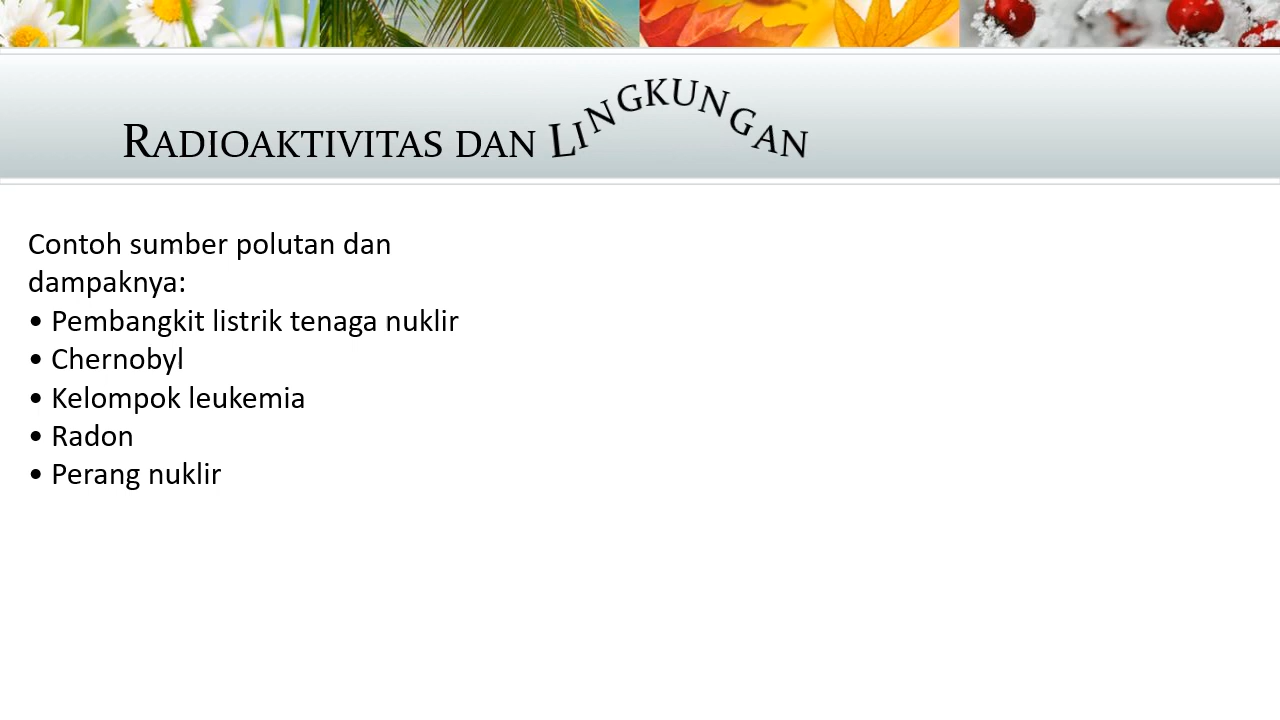 RADIOAKTIVITAS DAN LINGKUNGAN
Contoh sumber polutan dan
dampaknya:
• Pembangkit listrik tenaga nuklir
• Chernobyl
• Kelompok leukemia
• Radon
• Perang nuklir